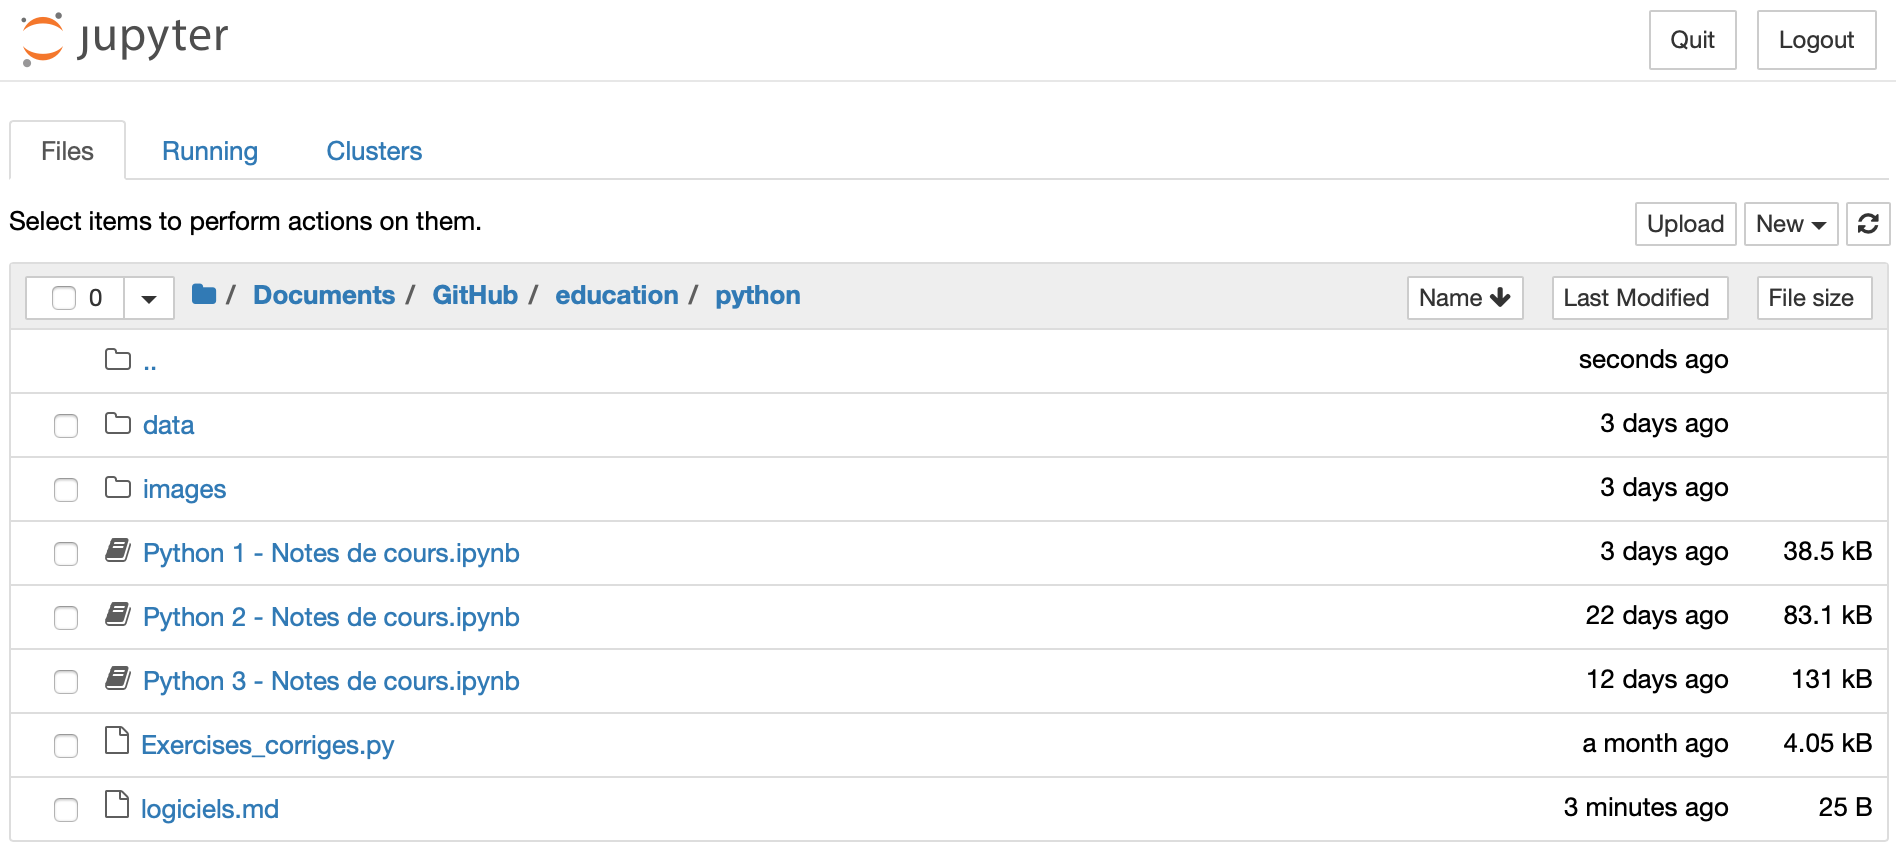 jupyter Quit Logout
Files Running Clusters
Select items to perform actions on them. Upload New
0 / Documents / GitHub / education / python Name Last Modified File size
.. seconds ago
data 3 days ago
images 3 days ago
Python 1 - Notes de cours.ipynb 3 days ago 38.5 kB
Python 2 - Notes de cours.ipynb 22 days ago 83.1 kB
Python 3 - Notes de cours.ipynb 12 days ago 131 kB
Exercises_corriges.py a month ago 4.05 kB
logiciels.md 3 minutes ago 25 B